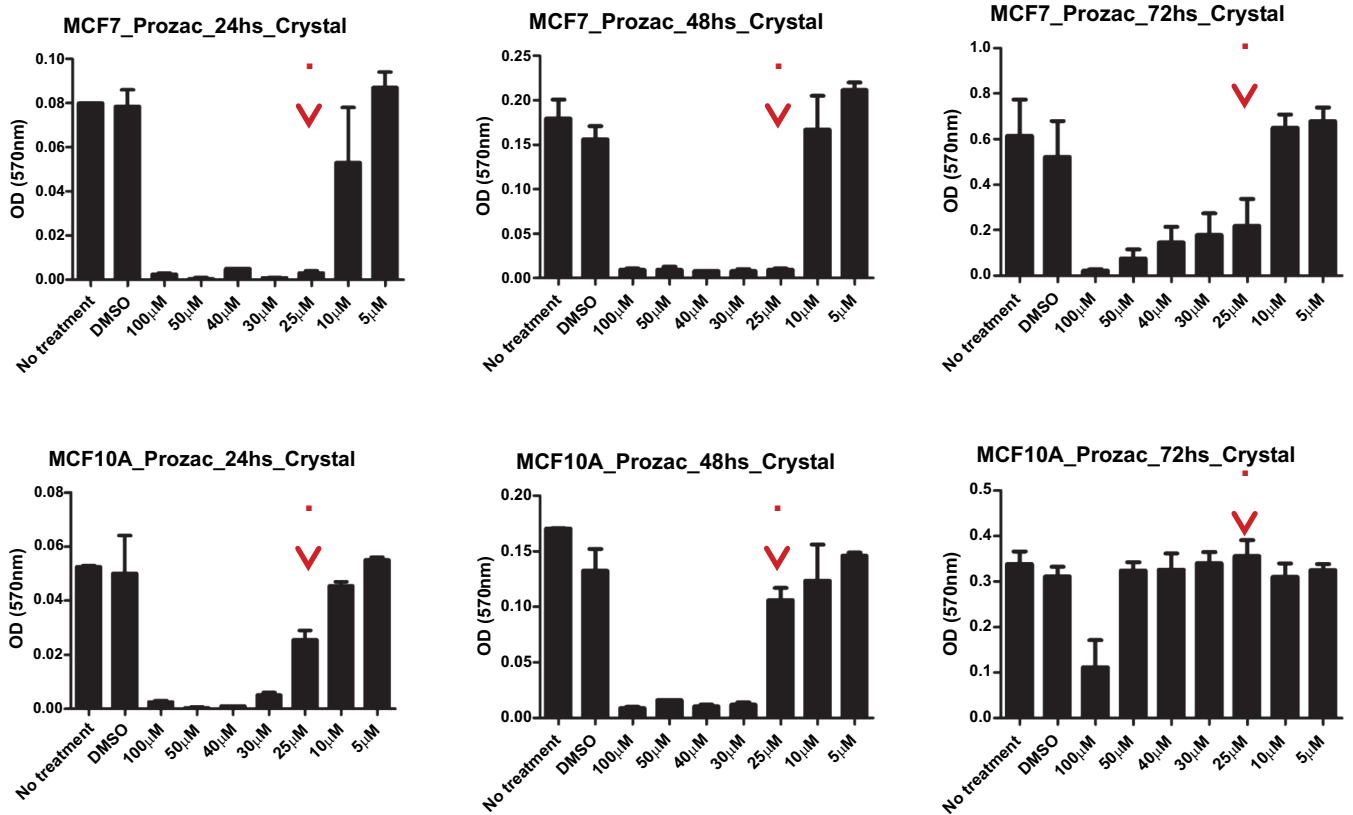 MCF7_Prozac_24hs_Crystal
OD (570nm)
0.10
0.08
0.06
0.04
0.02
0.00
No treatment
DMSO
100μM
50μM
40μM
30μM
25μM
10μM
5μM
MCF7_Prozac_48hs_Crystal
OD (570nm)
0.25
0.20
0.15
0.10
0.05
0.00
No treatment
DMSO
100μM
50μM
40μM
30μM
25μM
10μM
5μM
MCF7_Prozac_72hs_Crystal
OD (570nm)
1.0
0.8
0.6
0.4
0.2
0.0
No treatment
DMSO
100μM
50μM
40μM
30μM
25μM
10μM
5μM
MCF10A_Prozac_24hs_Crystal
OD (570nm)
0.08
0.06
0.04
0.02
0.00
No treatment
DMSO
100μM
50μM
40μM
30μM
25μM
10μM
5μM
MCF10A_Prozac_48hs_Crystal
OD (570nm)
0.20
0.15
0.10
0.05
0.00
No treatment
DMSO
100μM
50μM
40μM
30μM
25μM
10μM
5μM
MCF10A_Prozac_72hs_Crystal
OD (570nm)
0.5
0.4
0.3
0.2
0.1
0.0
No treatment
DMSO
100μM
50μM
40μM
30μM
25μM
10μM
5μM